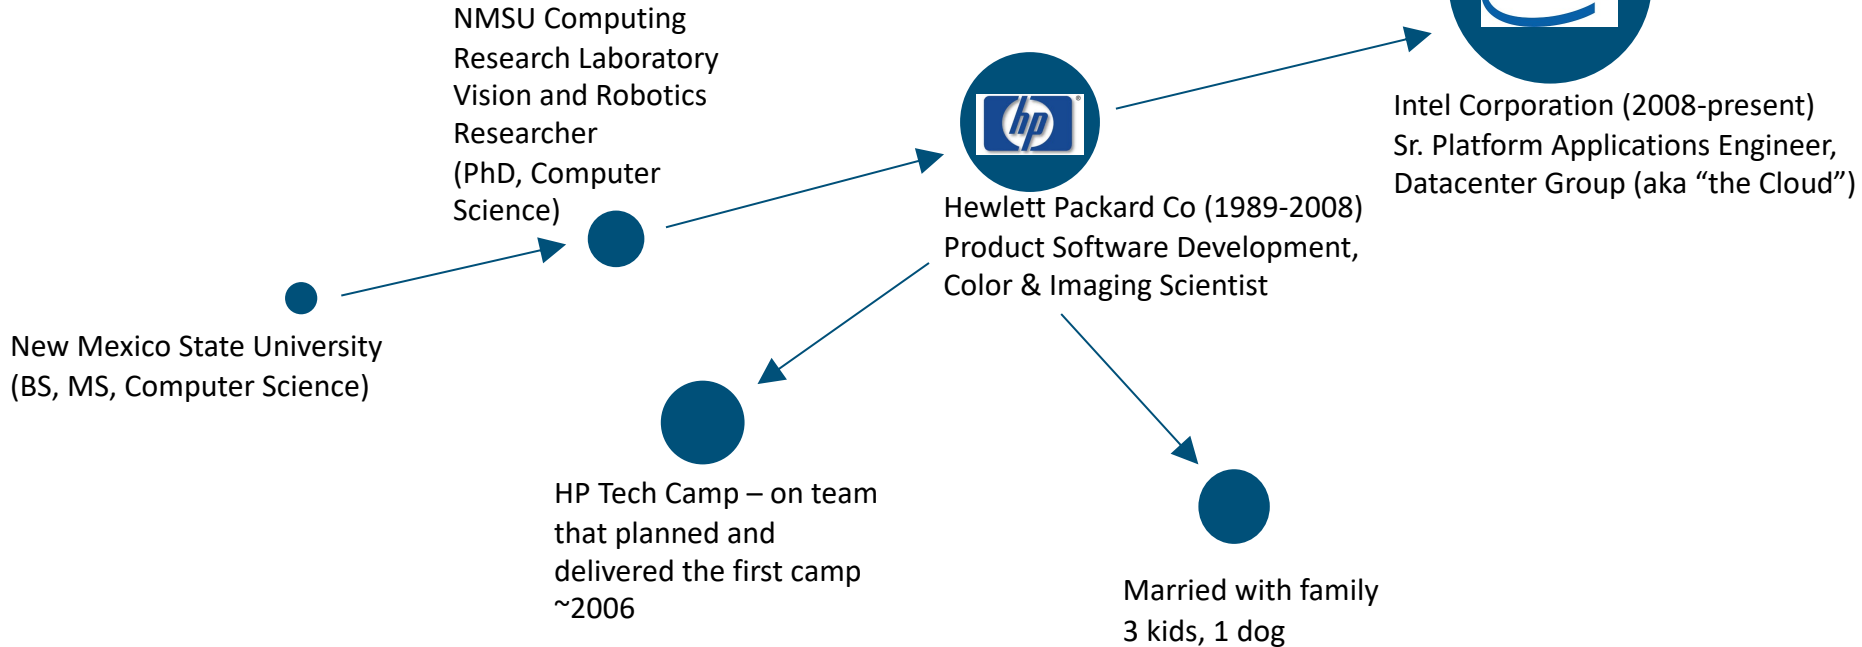 NMSU Computing
Research Laboratory
Vision and Robotics
Researcher
(PhD, Computer
Science)
hp
Intel Corporation (2008-present)
Sr. Platform Applications Engineer,
Datacenter Group (aka “the Cloud”)
Hewlett Packard Co (1989-2008)
Product Software Development,
Color & Imaging Scientist
New Mexico State University
(BS, MS, Computer Science)
HP Tech Camp – on team
that planned and
delivered the first camp
~2006
Married with family
3 kids, 1 dog